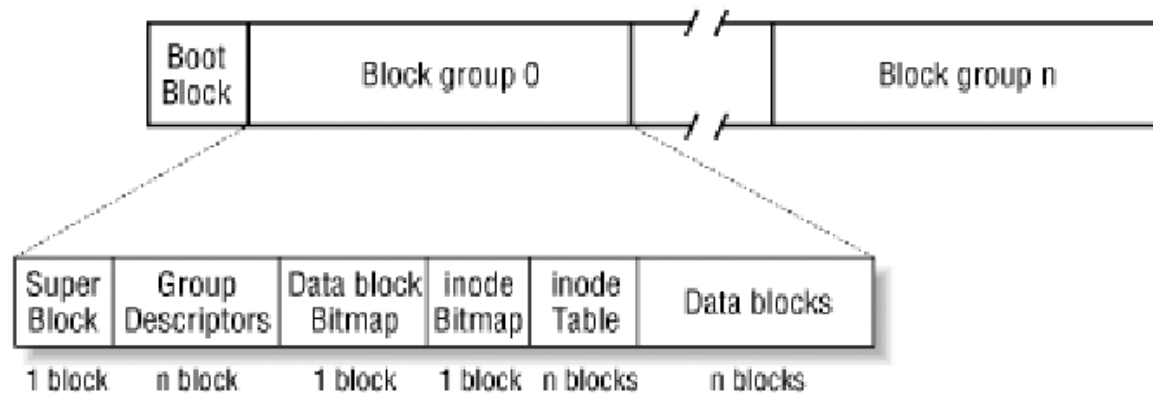 Boot
Block
Block group 0
Block group n
Super
Block
Group
Descriptors
Data block
Bitmap
inode
Bitmap
inode
Table
Data blocks
1 block
n block
1 block
1 block
n blocks
n blocks